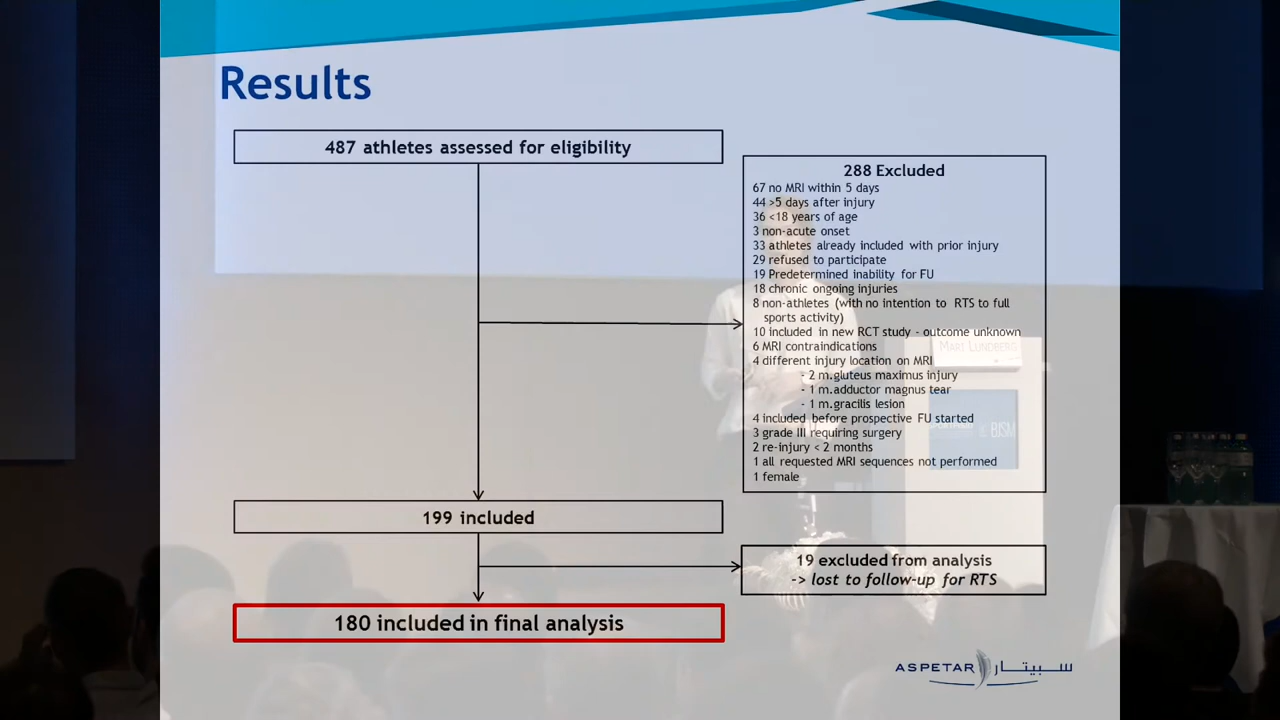 Results
487 athletes assessed for eligibility
288 Excluded
67 no MRI within 5 days
44 >5 days after injury
36 <18 years of age
3 non-acute onset
33 athletes already included with prior injury
29 refused to participate
19 Predetermined inability for FU
18 chronic ongoing injuries
8 non-athletes (with no intention to RTS to full
sports activity)
10 included in new RCT study - outcome unknown
6 MRI contraindications
4 different injury location on MRI
- 2 m.gluteus maximus injury
- 1 m.adductor magnus tear
- 1 m.gracilis lesion
4 included before prospective FU started
3 grade III requiring surgery
2 re-injury < 2 months
1 all requested MRI sequences not performed
1 female
MARI LUNDBERG
BJSM
199 included
19 excluded from analysis
-> lost to follow-up for RTS
180 included in final analysis
ASPETAR سبيتار